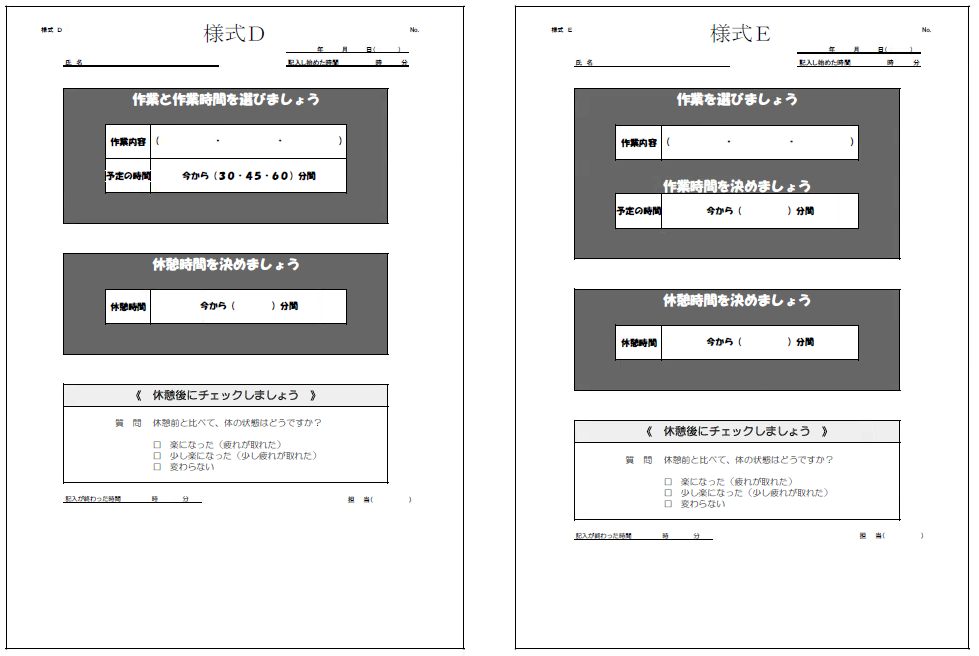 様式 D
様式D
No.
年 月 日( )
氏 名
記入し始めた時間 時 分
作業と作業時間を選びましょう
作業内容 ( ・ ・ )
予定の時間 今から(30・45・60)分間
休憩時間を決めましょう
休憩時間 今から( )分間
《 休憩後にチェックしましょう 》
質 問 休憩前と比べて、体の状態はどうですか？
□ 楽になった（疲れが取れた）
□ 少し楽になった（少し疲れが取れた）
□ 変わらない
記入が終わった時間 時 分 担 当( )
様式 E
様式E
No.
年 月 日( )
氏 名
記入し始めた時間 時 分
作業を選びましょう
作業内容 ( ・ ・ )
作業時間を決めましょう
予定の時間 今から( )分間
休憩時間を決めましょう
休憩時間 今から( )分間
《 休憩後にチェックしましょう 》
質 問 休憩前と比べて、体の状態はどうですか？
□ 楽になった（疲れが取れた）
□ 少し楽になった（少し疲れが取れた）
□ 変わらない
記入が終わった時間 時 分 担 当( )